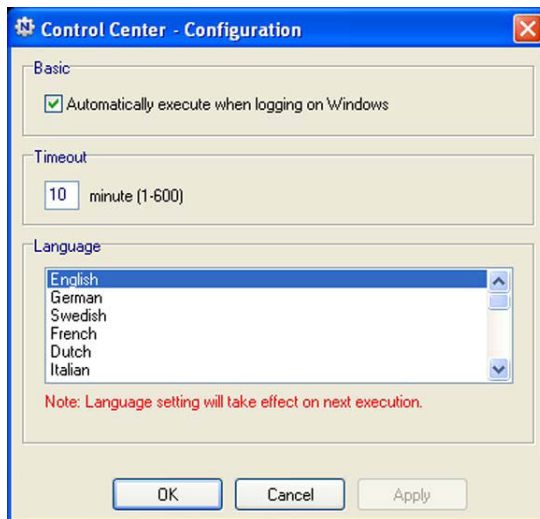 Control Center - Configuration
Basic
Automatically execute when logging on Windows
Timeout
10 minute (1-600)
Language
English
German
Swedish
French
Dutch
Italian
Note: Language setting will take effect on next execution.
OK Cancel Apply